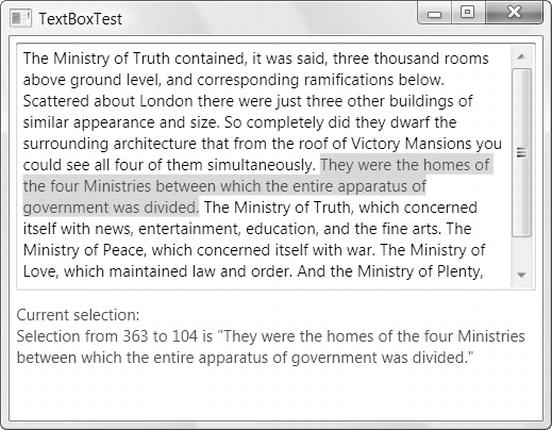 TextBoxTest
The Ministry of Truth contained, it was said, three thousand rooms
above ground level, and corresponding ramifications below.
Scattered about London there were just three other buildings of
similar appearance and size. So completely did they dwarf the
surrounding architecture that from the roof of Victory Mansions you
could see all four of them simultaneously. They were the homes of
the four Ministries between which the entire apparatus of
government was divided. The Ministry of Truth, which concerned
itself with news, entertainment, education, and the fine arts. The
Ministry of Peace, which concerned itself with war. The Ministry of
Love, which maintained law and order. And the Ministry of Plenty,
Current selection:
Selection from 363 to 104 is "They were the homes of the four Ministries
between which the entire apparatus of government was divided."